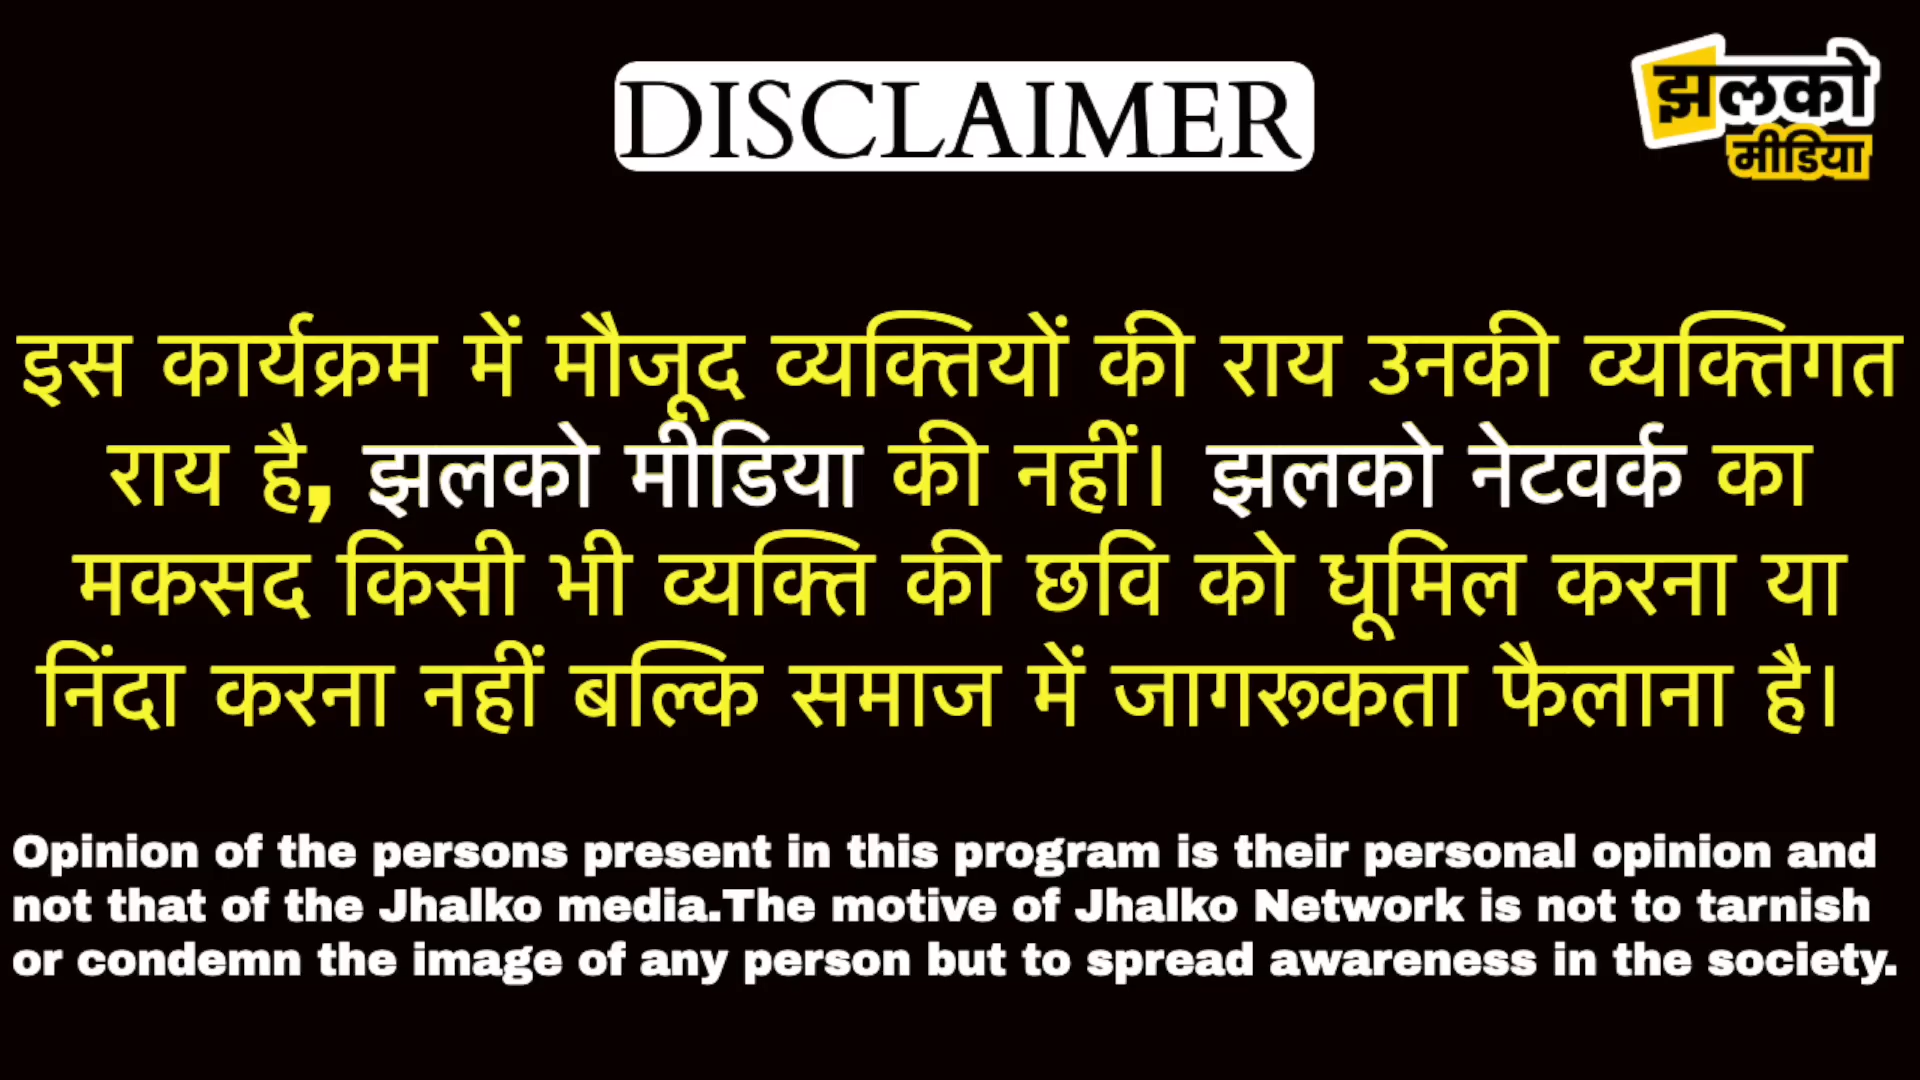 DISCLAIMER
झलको
मीडिया
इस कार्यक्रम में मौजूद व्यक्तियों की राय उनकी व्यक्तिगत
राय है, झलको मीडिया की नहीं। झलको नेटवर्क का
मकसद किसी भी व्यक्ति की छवि को धूमिल करना या
निंदा करना नहीं बल्कि समाज में जागरूकता फैलाना है।
Opinion of the persons present in this program is their personal opinion and
not that of the Jhalko media.The motive of Jhalko Network is not to tarnish
or condemn the image of any person but to spread awareness in the society.